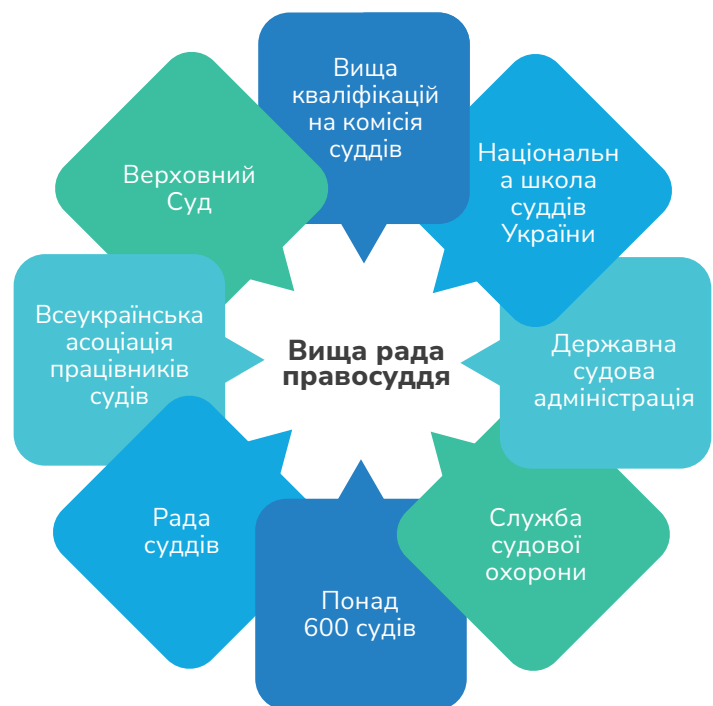 Вища
кваліфікацій
на комісія
суддів
Національн
а школа
суддів
України
Верховний
Суд
Всеукраїнська
асоціація
працівників
судів
Вища рада
правосуддя
Державна
судова
адміністрація
Рада
суддів
Служба
судової
охорони
Понад
600 судів